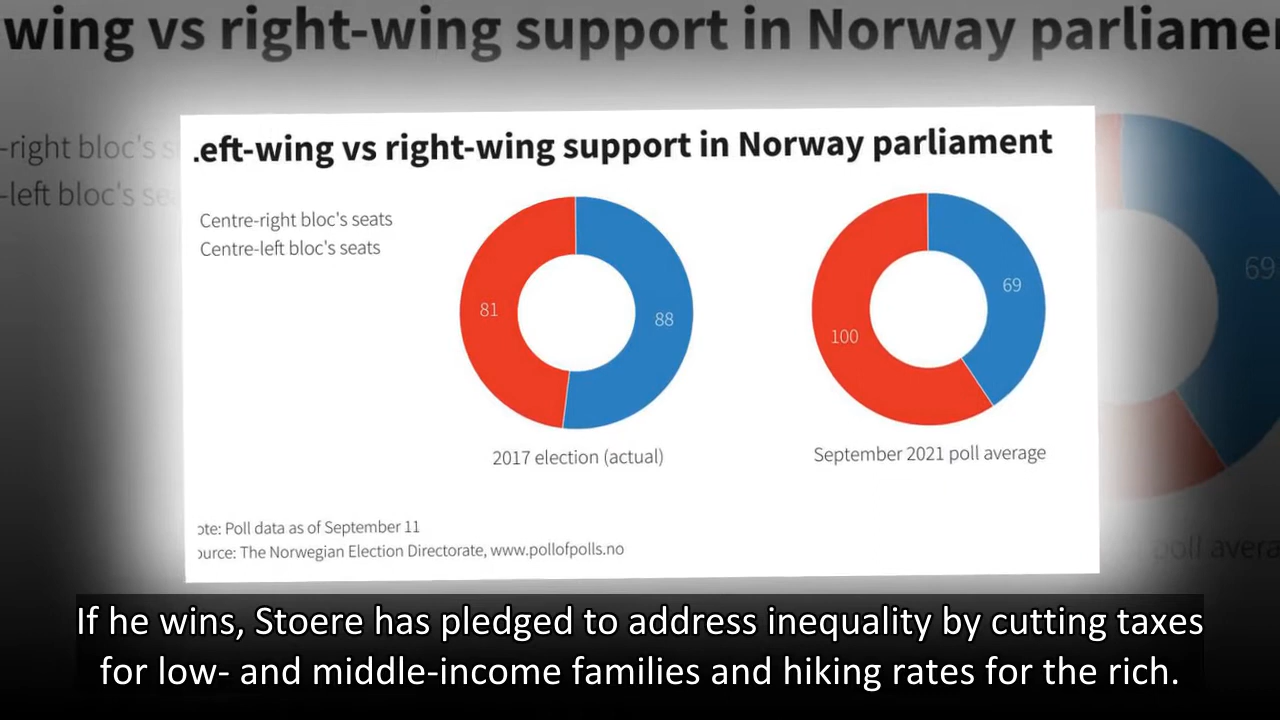 wing vs right-wing support in Norway parliame
-right bloc's s
-left bloc's se
.eft-wing vs right-wing support in Norway parliament
Centre-right bloc's seats
Centre-left bloc's seats
81
88
100
69
69
2017 election (actual)
September 2021 poll average
ote: Poll data as of September 11
ource: The Norwegian Election Directorate, www.pollofpolls.no
poll avera
If he wins, Stoere has pledged to address inequality by cutting taxes
for low- and middle-income families and hiking rates for the rich.